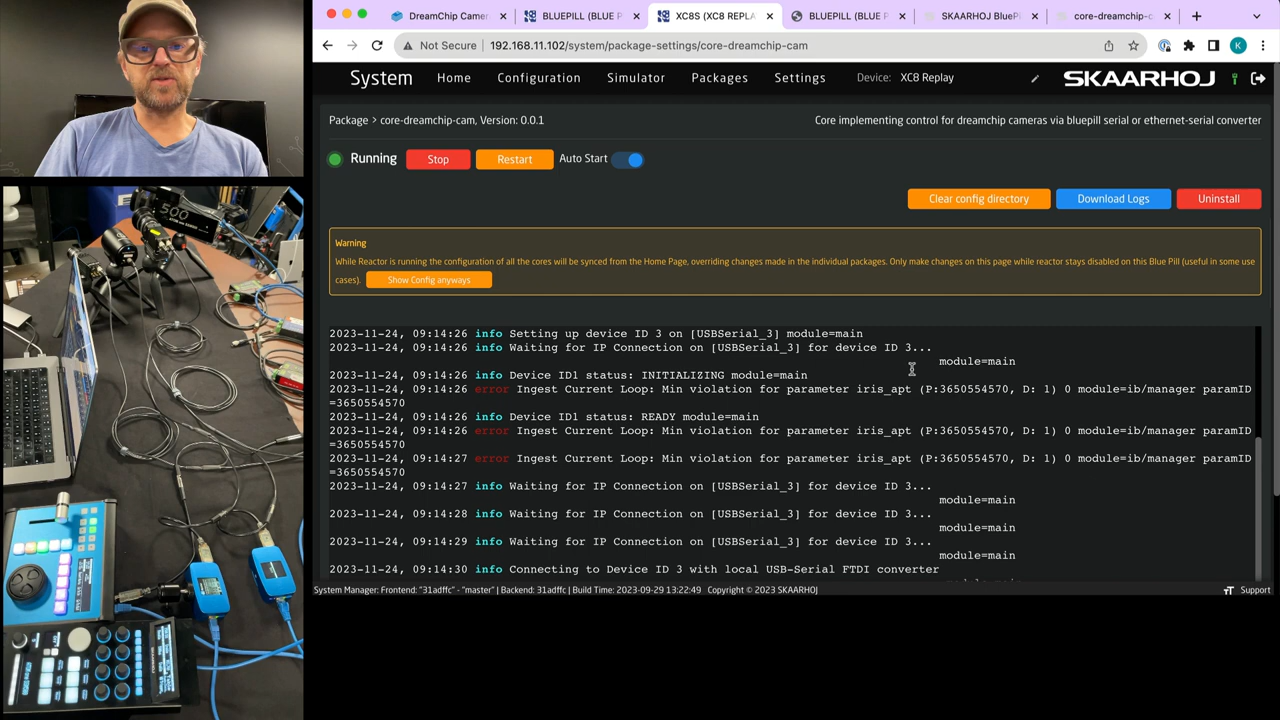 DreamChip Camer
BLUEPILL (BLUE P
XC8S (XC8 REPLA
BLUEPILL (BLUE P
SKAARHOJ BluePi
core-dreamchip-c
Not Secure 192.168.11.102/system/package-settings/core-dreamchip-cam
K
System Home Configuration Simulator Packages Settings Device: XC8 Replay SKAARHOJ
Package > core-dreamchip-cam, Version: 0.0.1
Core implementing control for dreamchip cameras via bluepill serial or ethernet-serial converter
Running Stop Restart Auto Start
Clear config directory Download Logs Uninstall
Warning
While Reactor is running the configuration of all the cores will be synced from the Home Page, overriding changes made in the individual packages. Only make changes on this page while reactor stays disabled on this Blue Pill (useful in some use
cases). Show Config anyways
2023-11-24, 09:14:26 info Setting up device ID 3 on [USBSerial_3] module=main
2023-11-24, 09:14:26 info Waiting for IP Connection on [USBSerial_3] for device ID 3...
module=main
2023-11-24, 09:14:26 info Device ID1 status: INITIALIZING module=main
2023-11-24, 09:14:26 error Ingest Current Loop: Min violation for parameter iris_apt (P:3650554570, D: 1) 0 module=ib/manager paramID
=3650554570
2023-11-24, 09:14:26 info Device ID1 status: READY module=main
2023-11-24, 09:14:26 error Ingest Current Loop: Min violation for parameter iris_apt (P:3650554570, D: 1) 0 module=ib/manager paramID
=3650554570
2023-11-24, 09:14:27 error Ingest Current Loop: Min violation for parameter iris_apt (P:3650554570, D: 1) 0 module=ib/manager paramID
=3650554570
2023-11-24, 09:14:27 info Waiting for IP Connection on [USBSerial_3] for device ID 3...
module=main
2023-11-24, 09:14:28 info Waiting for IP Connection on [USBSerial_3] for device ID 3...
module=main
2023-11-24, 09:14:29 info Waiting for IP Connection on [USBSerial_3] for device ID 3...
module=main
2023-11-24, 09:14:30 info Connecting to Device ID 3 with local USB-Serial FTDI converter
System Manager: Frontend: "31adffc" - "master" | Backend: 31adffc | Build Time: 2023-09-29 13:22:49 Copyright © 2023 SKAARHOJ
Support
500